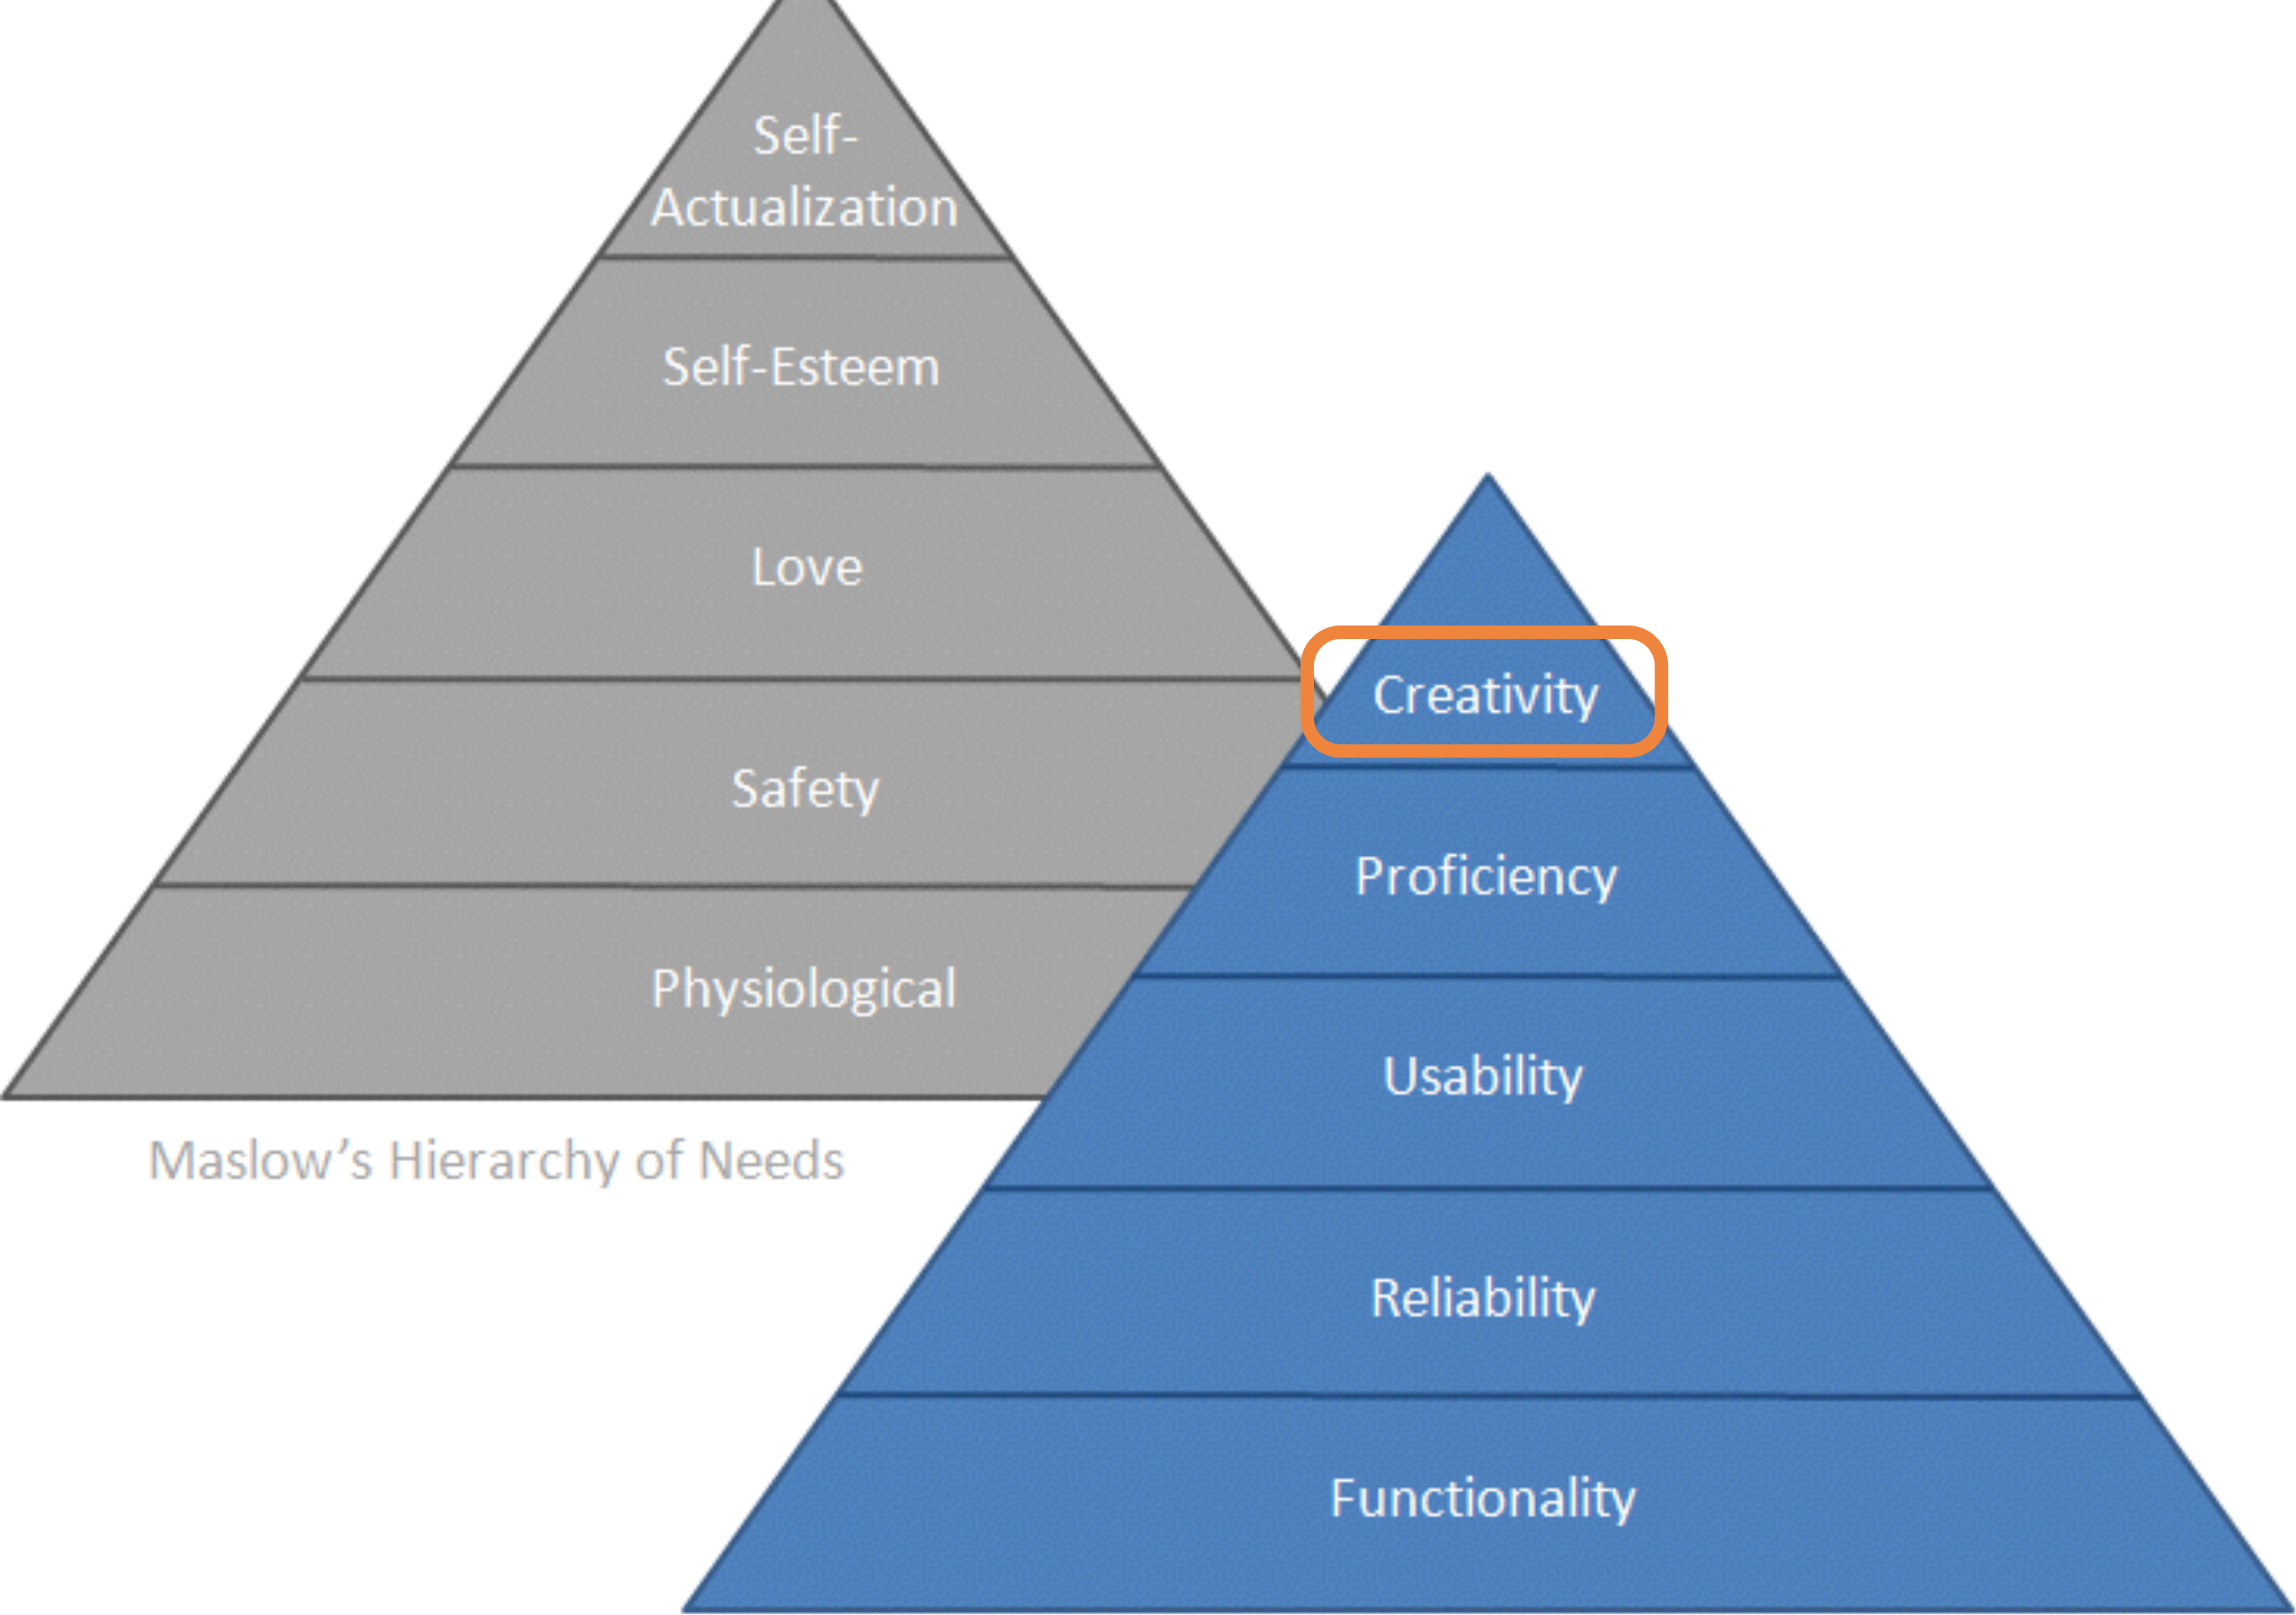 Self-
Actualization
Self-Esteem
Love
Safety
Physiological
Maslow’s Hierarchy of Needs
Creativity
Proficiency
Usability
Reliability
Functionality